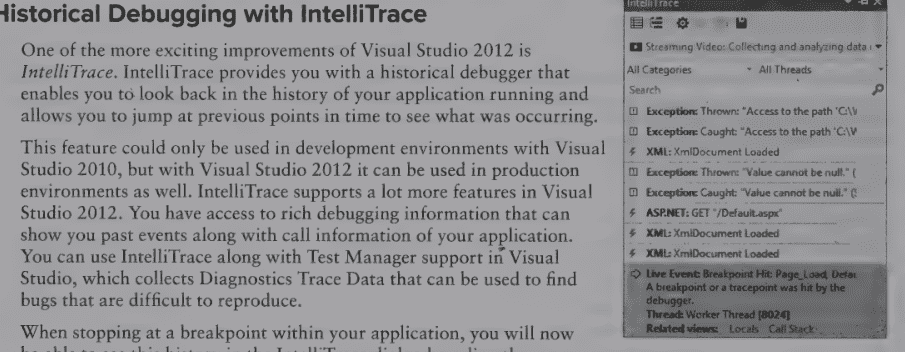 Historical Debugging with IntelliTrace
One of the more exciting improvements of Visual Studio 2012 is
IntelliTrace. IntelliTrace provides you with a historical debugger that
enables you to look back in the history of your application running and
allows you to jump at previous points in time to see what was occurring.
This feature could only be used in development environments with Visual
Studio 2010, but with Visual Studio 2012 it can be used in production
environments as well. IntelliTrace supports a lot more features in Visual
Studio 2012. You have access to rich debugging information that can
show you past events along with call information of your application.
You can use IntelliTrace along with Test Manager support in Visual
Studio, which collects Diagnostics Trace Data that can be used to find
bugs that are difficult to reproduce.
When stopping at a breakpoint within your application, you will now
IntelliTrace
Streaming Video: Collecting and analyzing data
All Categories
All Threads
Search
Exception: Thrown: "Access to the path 'C:\V
Exception: Caught: "Access to the path 'C:\W
XML: XmlDocument Loaded
Exception: Thrown: "Value cannot be null." (
Exception: Caught: "Value cannot be null." (
ASP.NET: GET "/Default.aspx"
XML: XmlDocument Loaded
XML: XmlDocument Loaded
Live Event: Breakpoint Hit: Page_Load, Defau
A breakpoint or a tracepoint was hit by the
debugger.
Thread: Worker Thread [8024]
Related views: Locals Call Stack